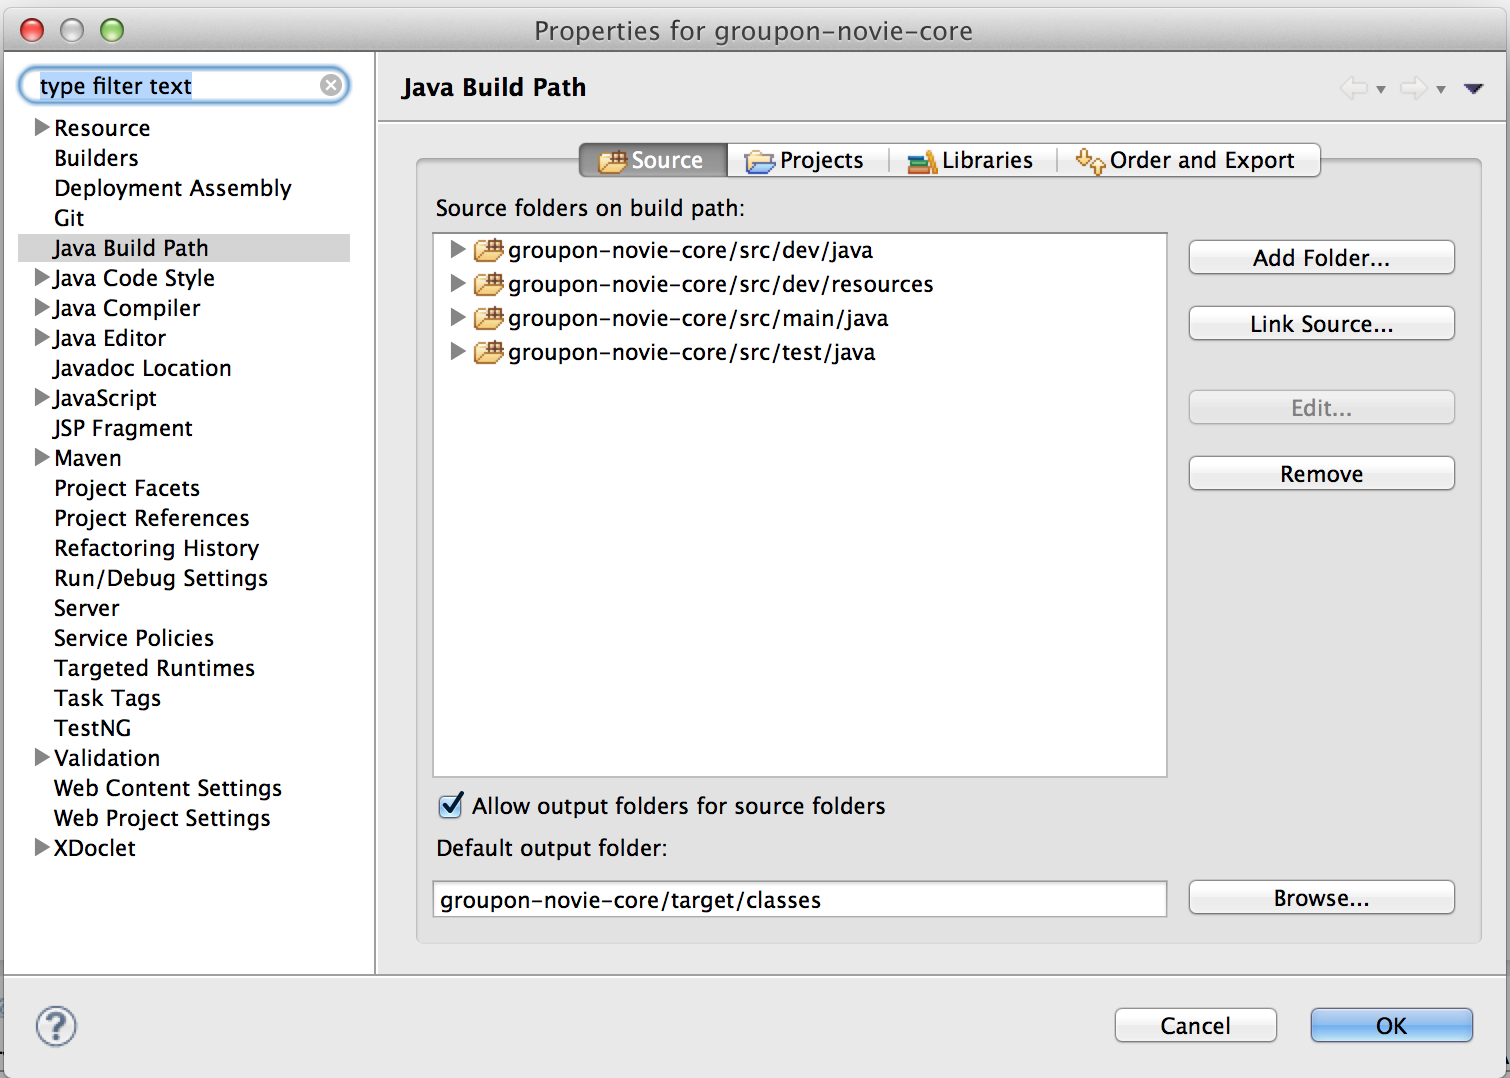 Properties for groupon-novie-core
type filter text
Resource
Builders
Deployment Assembly
Git
Java Build Path
Java Code Style
Java Compiler
Java Editor
Javadoc Location
JavaScript
JSP Fragment
Maven
Project Facets
Project References
Refactoring History
Run/Debug Settings
Server
Service Policies
Targeted Runtimes
Task Tags
TestNG
Validation
Web Content Settings
Web Project Settings
XDoclet
Java Build Path
Source Projects Libraries Order and Export
Source folders on build path:
groupon-novie-core/src/dev/java
groupon-novie-core/src/dev/resources
groupon-novie-core/src/main/java
groupon-novie-core/src/test/java
Add Folder...
Link Source...
Edit...
Remove
Allow output folders for source folders
Default output folder:
groupon-novie-core/target/classes
Browse...
?
Cancel
OK